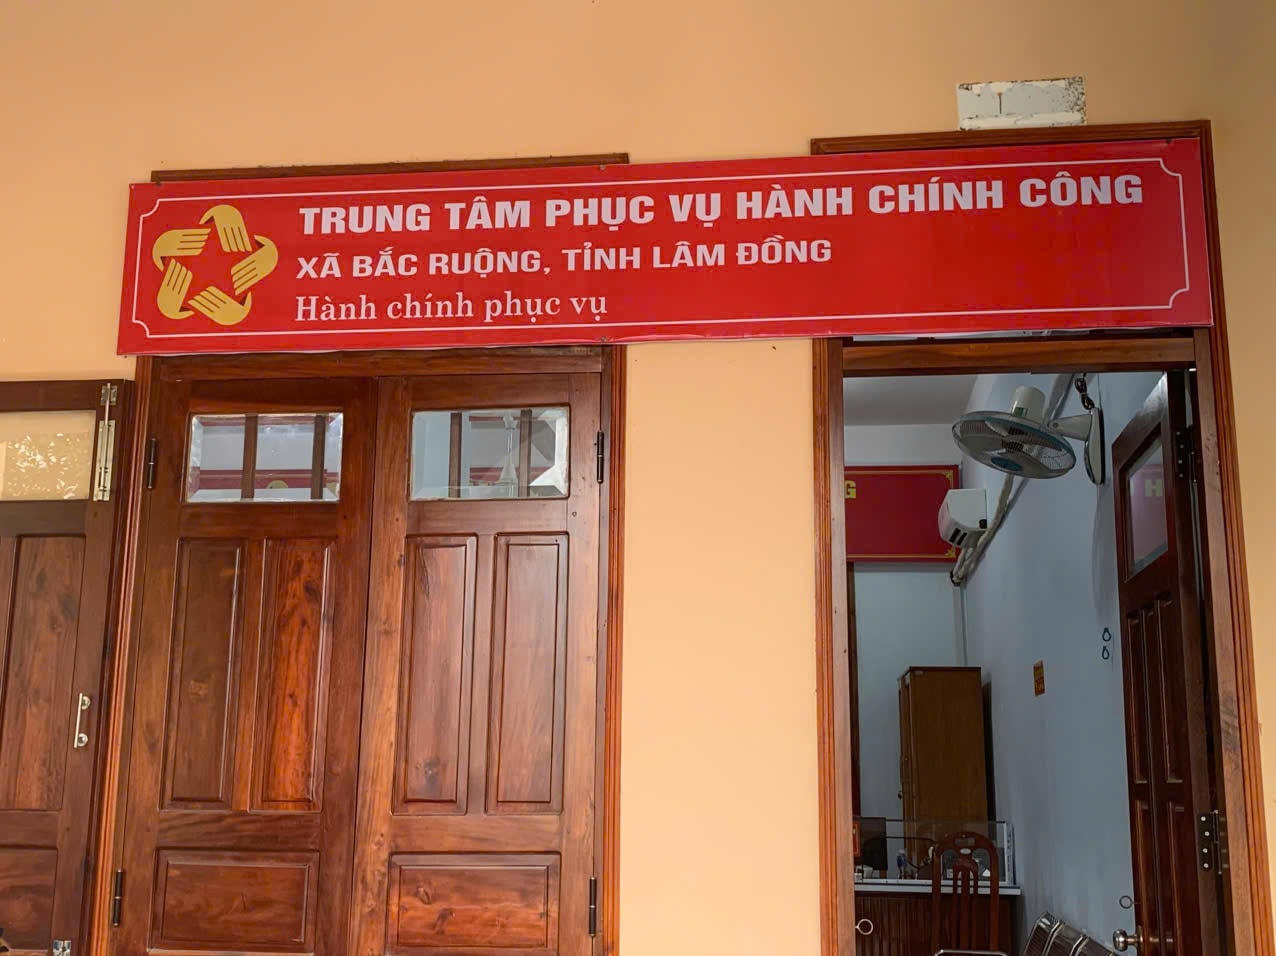 TRUNG TÂM PHỤC VỤ HÀNH CHÍNH CÔNG
XÃ BẮC RUỘNG, TỈNH LÂM ĐỒNG
Hành chính phục vụ
G
H